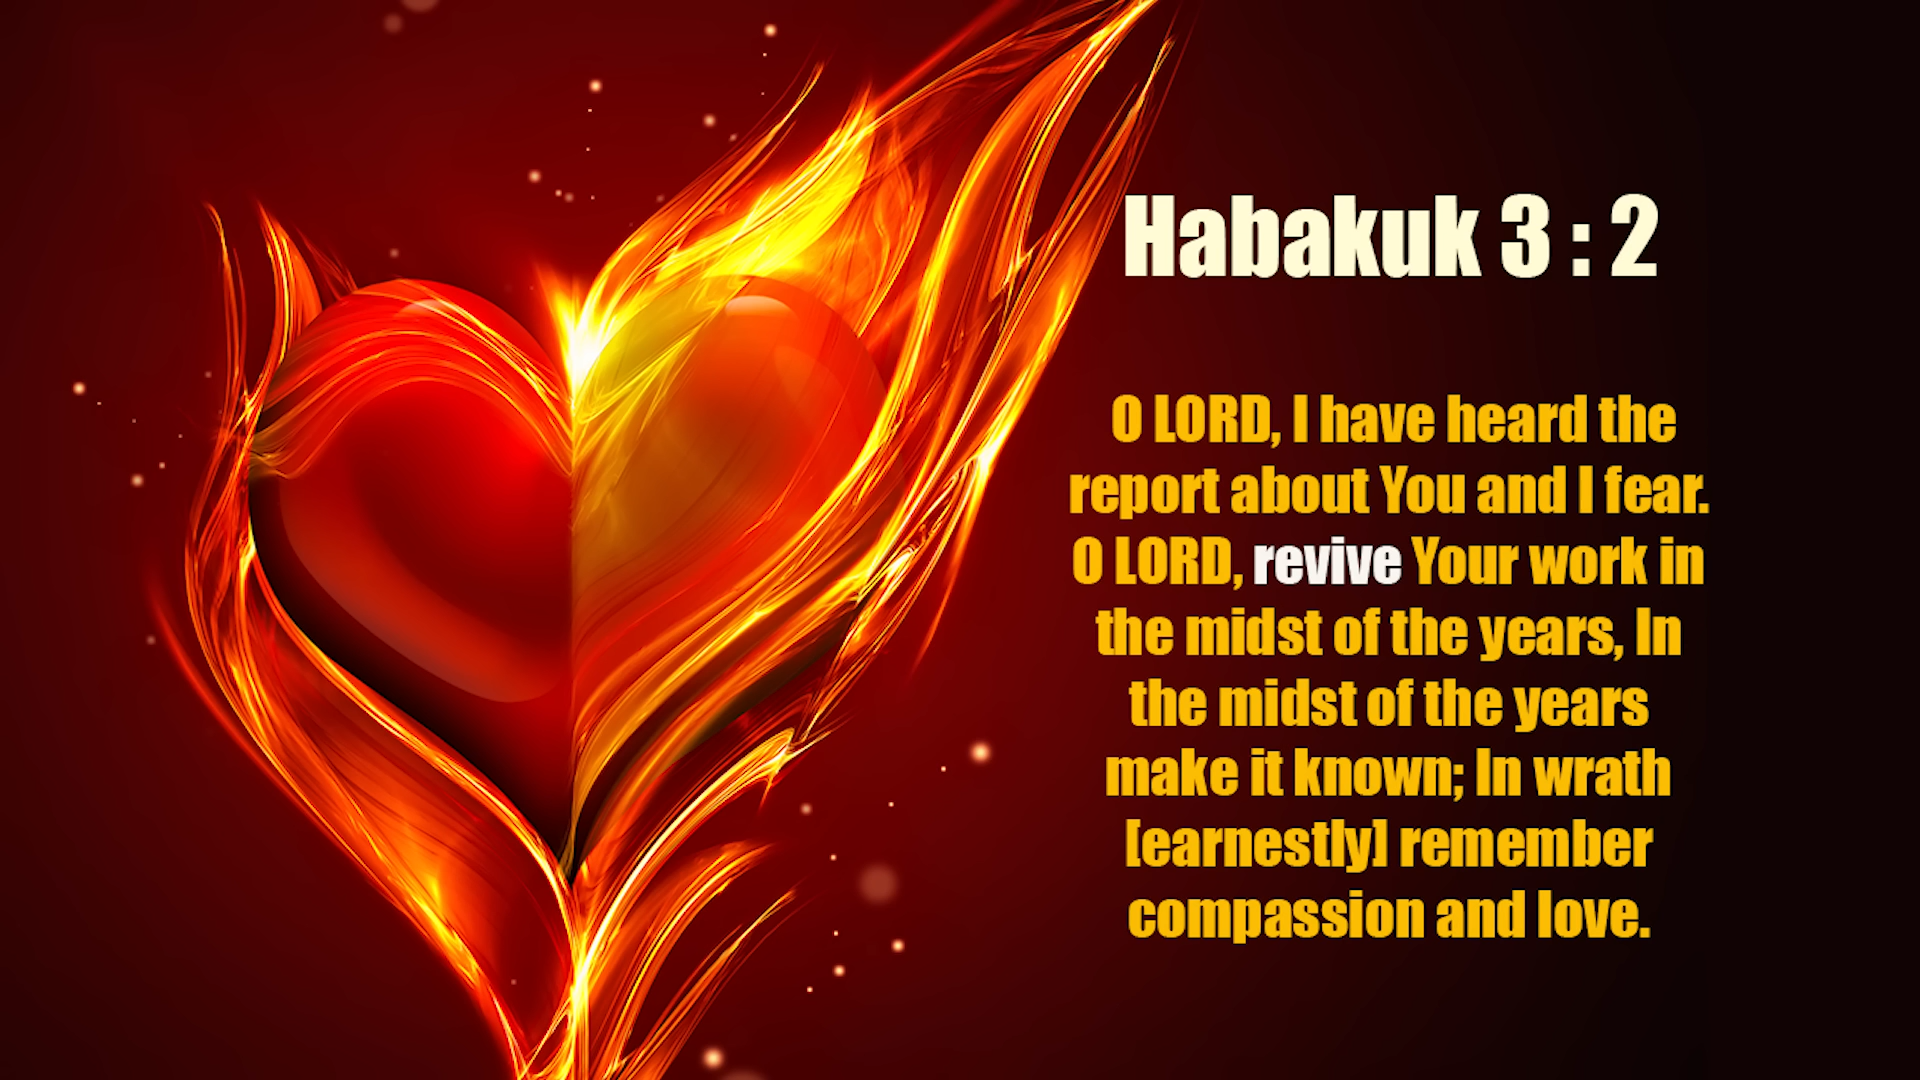 Habakuk 3 : 2
O LORD, I have heard the
report about You and I fear.
O LORD, revive Your work in
the midst of the years, In
the midst of the years
make it known; In wrath
[earnestly] remember
compassion and love.